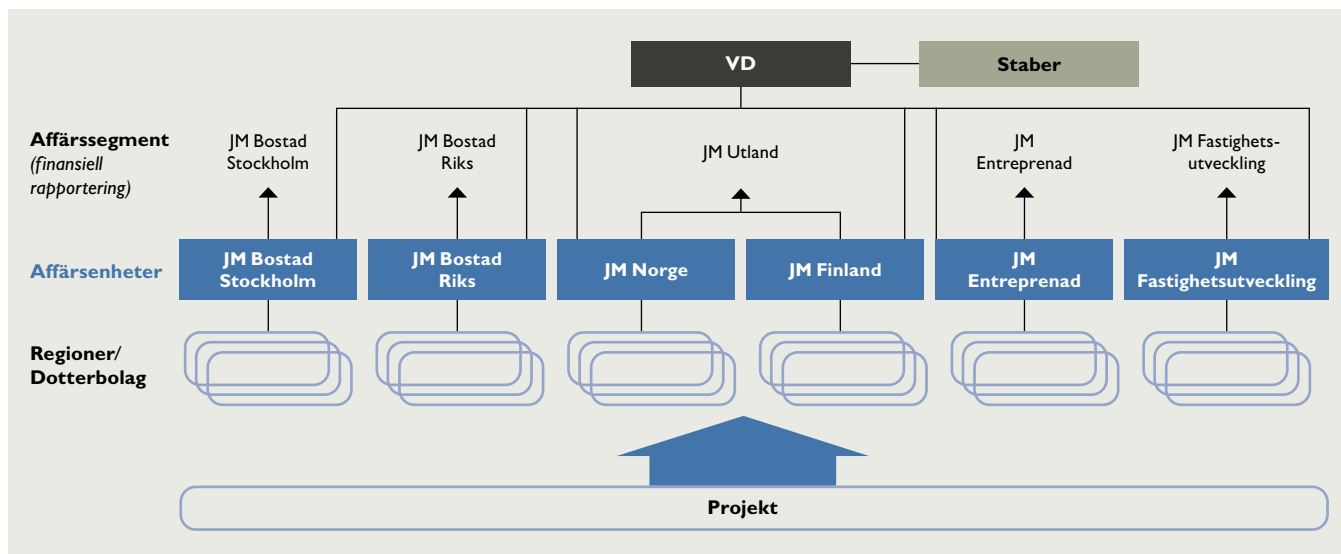 VD
Staber
Affärssegment
(finansiell
rapportering)
JM Bostad
Stockholm
JM Bostad
Riks
JM Utland
JM
Entreprenad
JM Fastighets-
utveckling
Affärsenheter
JM Bostad
Stockholm
JM Bostad
Riks
JM Norge
JM Finland
JM
Entreprenad
JM
Fastighetsutveckling
Regioner/
Dotterbolag
Projekt